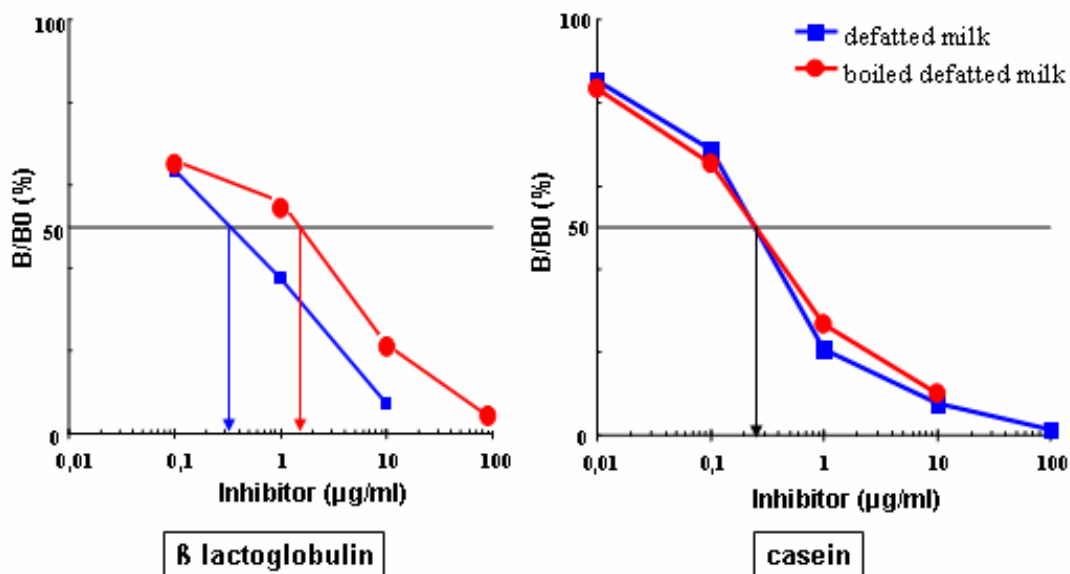 100
B/B0 (%)
50
0
0,01 0,1 1 10 100
Inhibitor (µg/ml)
ß lactoglobulin
100
defatted milk
boiled defatted milk
B/B0 (%)
50
0
0,01 0,1 1 10 100
Inhibitor (µg/ml)
casein